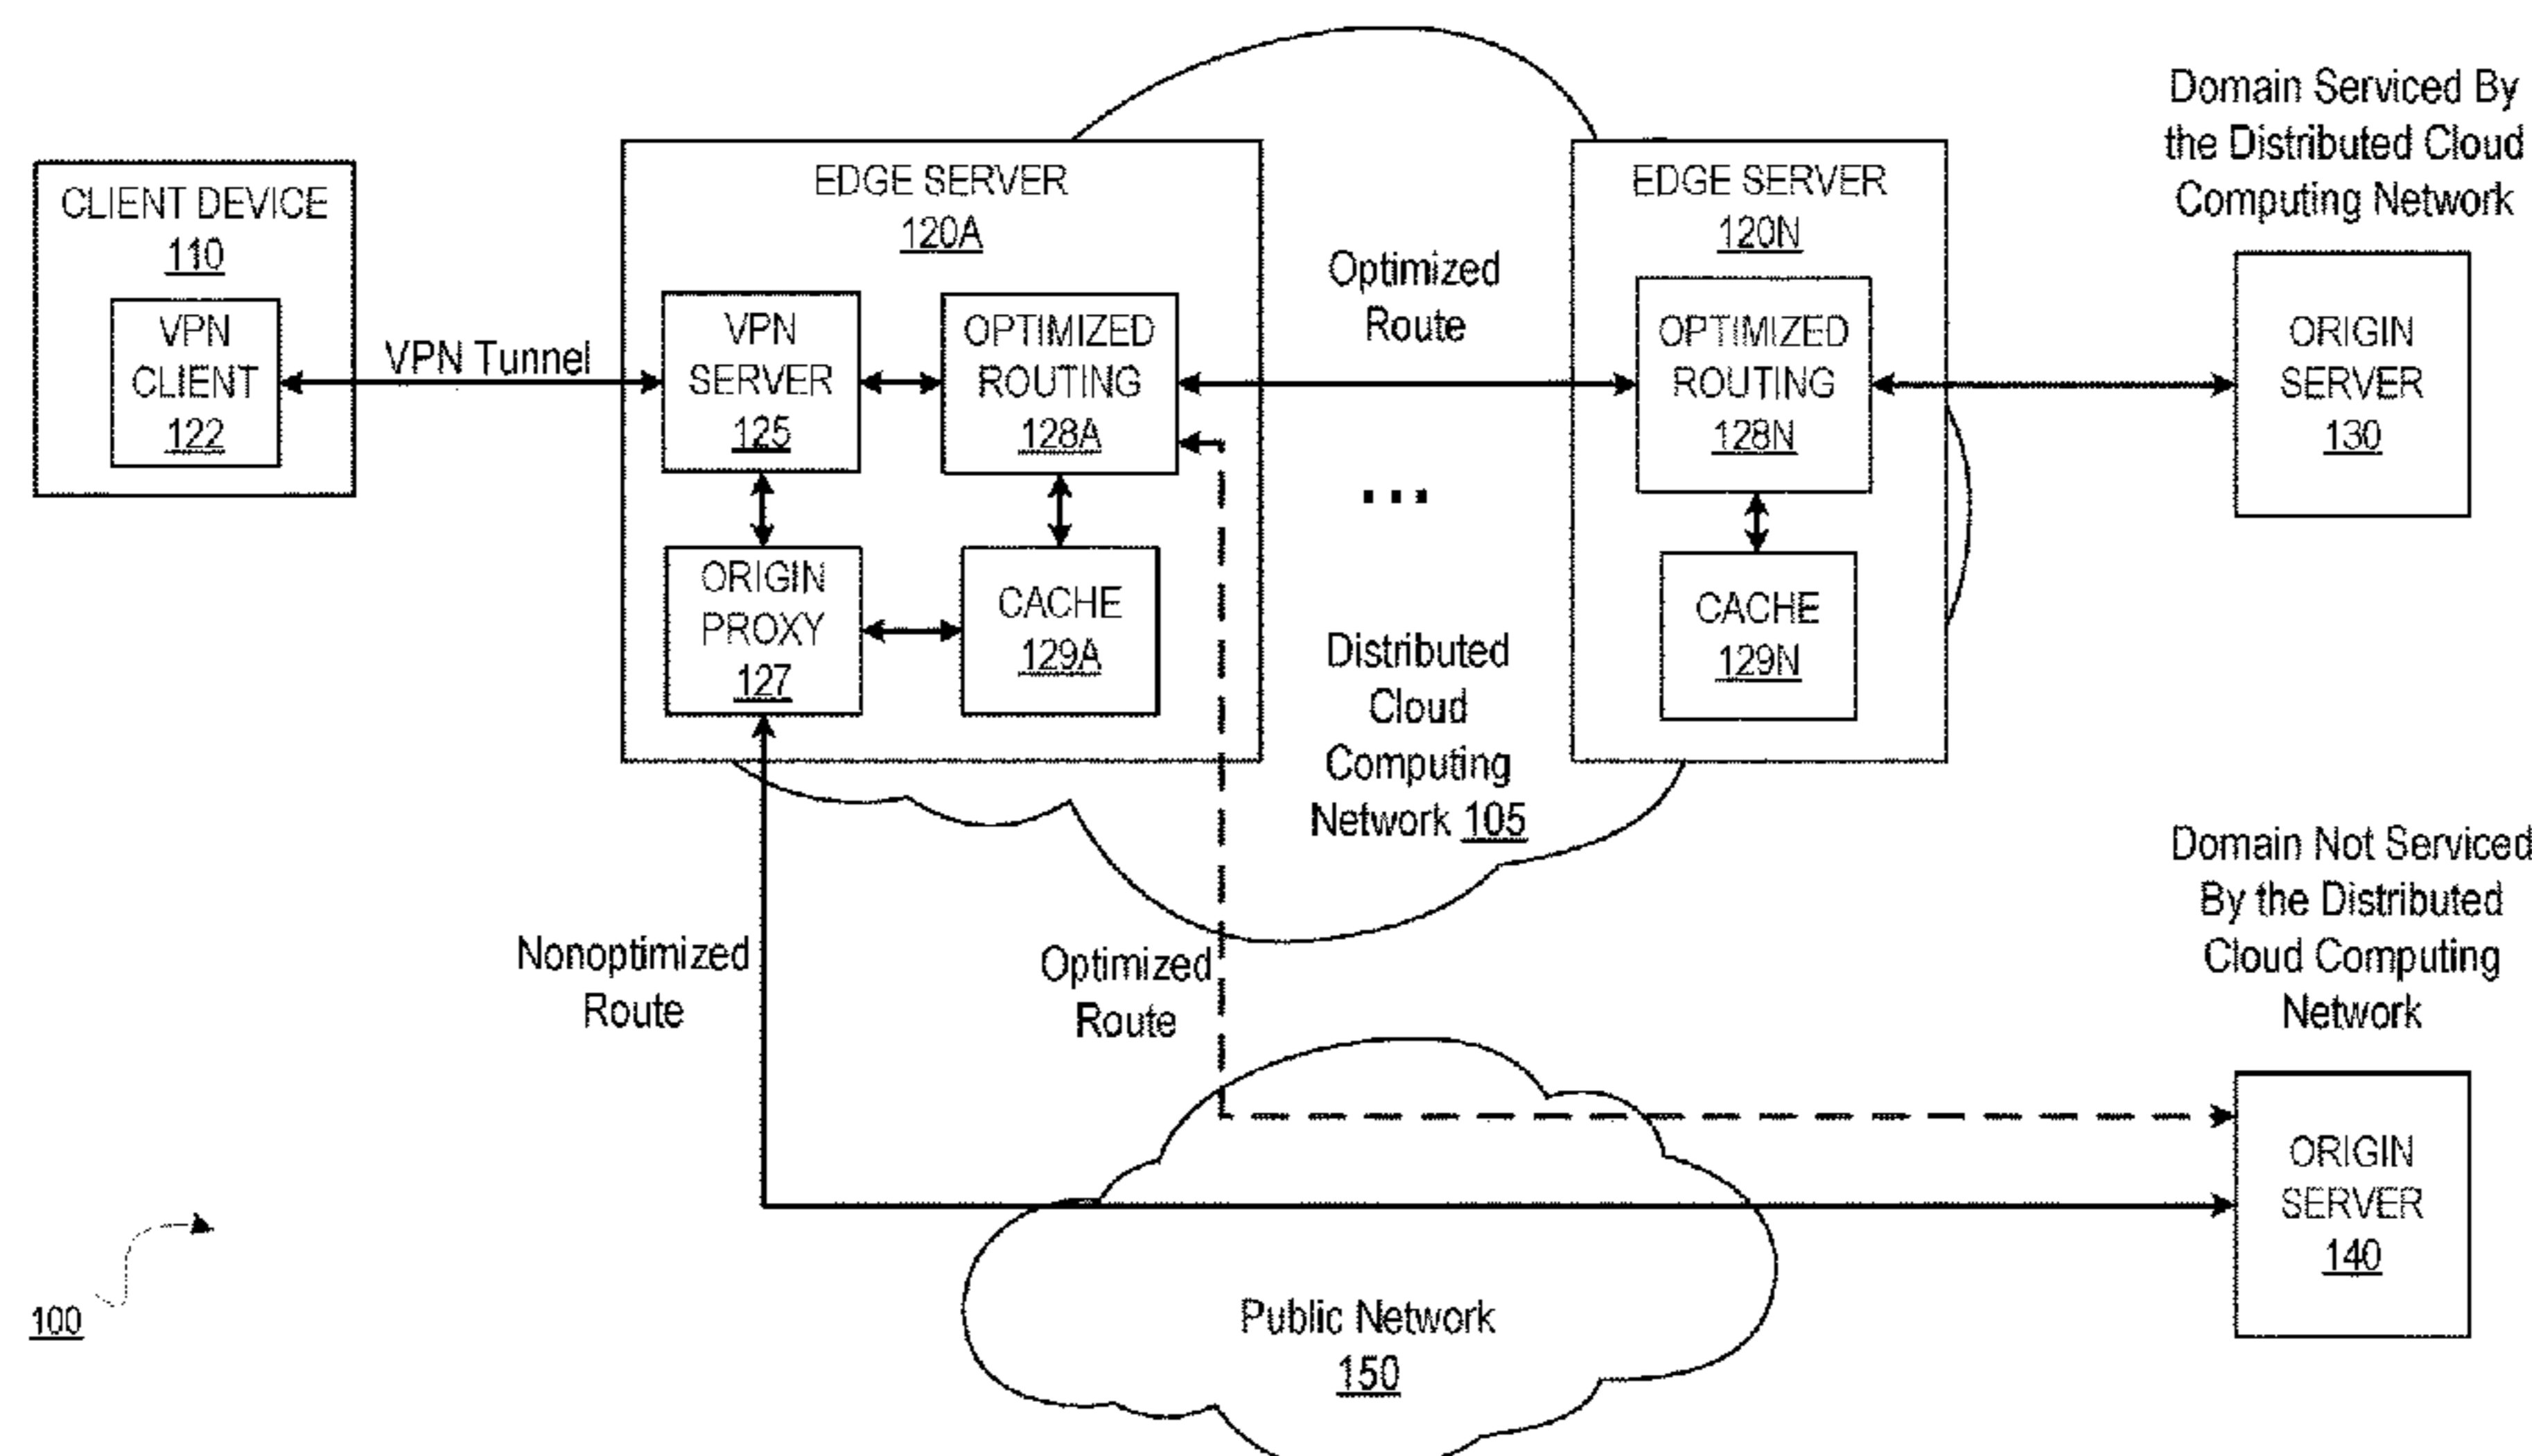 CLIENT DEVICE
110
VPN
CLIENT
122
VPN Tunnel
EDGE SERVER
120A
VPN
SERVER
125
OPTIMIZED
ROUTING
128A
ORIGIN
PROXY
127
CACHE
129A
Optimized
Route
...
Distributed
Cloud
Computing
Network 105
EDGE SERVER
120N
OPTIMIZED
ROUTING
128N
CACHE
129N
Domain Serviced By
the Distributed Cloud
Computing Network
ORIGIN
SERVER
130
Nonoptimized
Route
Optimized
Route
Domain Not Serviced
By the Distributed
Cloud Computing
Network
ORIGIN
SERVER
140
Public Network
150
100